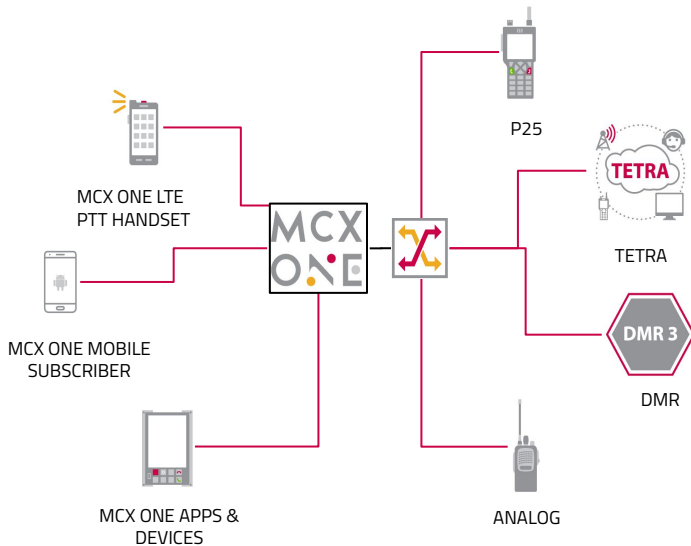 P25
TETRA
MCX ONE LTE
PTT HANDSET
MCX
ONE
TETRA
MCX ONE MOBILE
SUBSCRIBER
DMR 3
DMR
MCX ONE APPS &
DEVICES
ANALOG